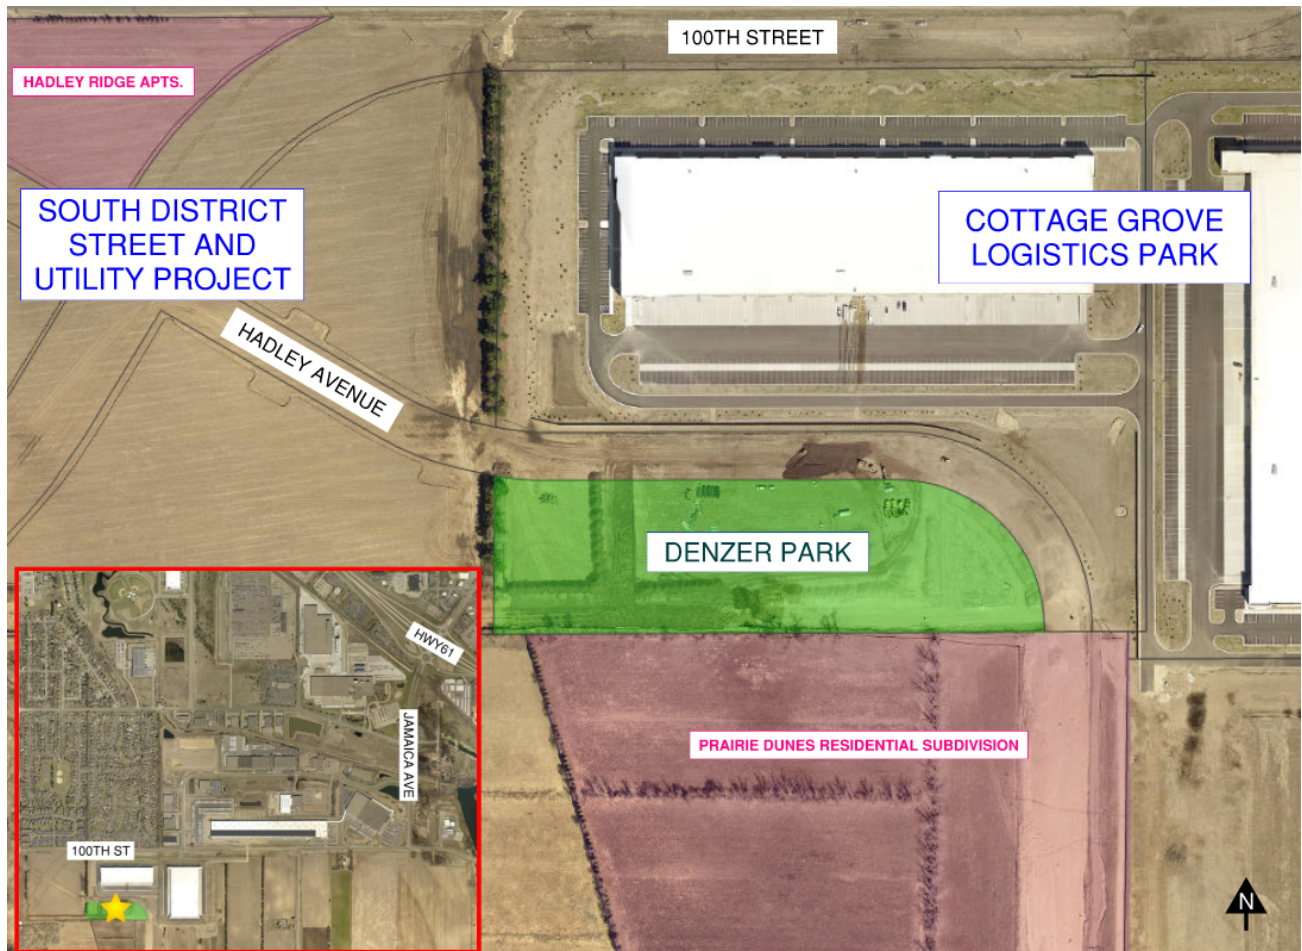 100TH STREET
HADLEY RIDGE APTS.
SOUTH DISTRICT
STREET AND
UTILITY PROJECT
COTTAGE GROVE
LOGISTICS PARK
HADLEY AVENUE
DENZER PARK
PRAIRIE DUNES RESIDENTIAL SUBDIVISION
HWY61
JAMAICA AVE
100TH ST
N